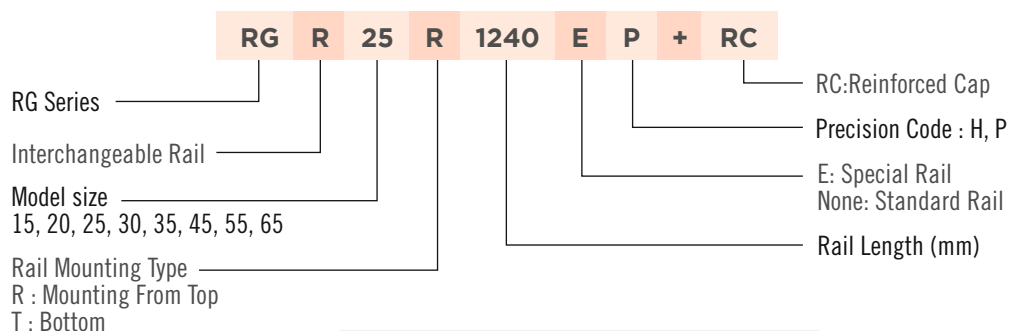 RG R 25 R 1240 E P + RC
RG Series
Interchangeable Rail
Model size
15, 20, 25, 30, 35, 45, 55, 65
Rail Mounting Type
R : Mounting From Top
T : Bottom
RC:Reinforced Cap
Precision Code : H, P
E: Special Rail
None: Standard Rail
Rail Length (mm)